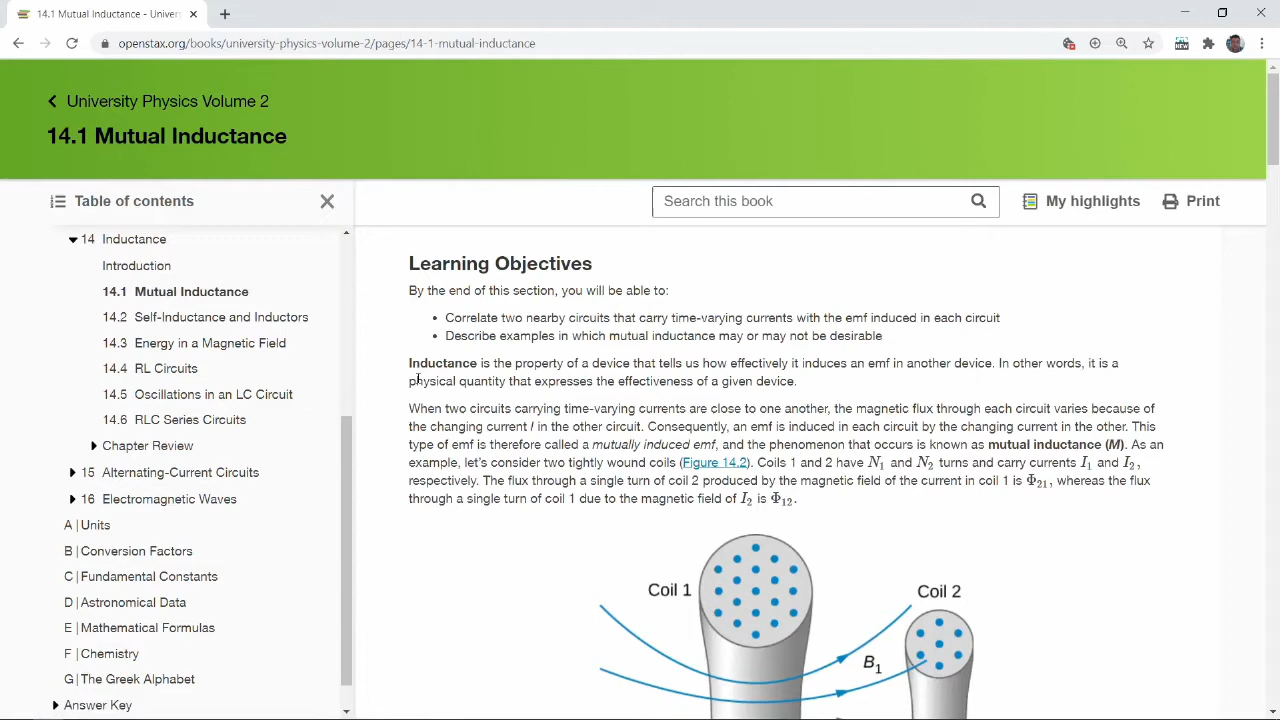 14.1 Mutual Inductance - Univer
openstax.org/books/university-physics-volume-2/pages/14-1-mutual-inductance
NEW
University Physics Volume 2
14.1 Mutual Inductance
Table of contents
Search this book
My highlights
Print
14 Inductance
Introduction
14.1 Mutual Inductance
14.2 Self-Inductance and Inductors
14.3 Energy in a Magnetic Field
14.4 RL Circuits
14.5 Oscillations in an LC Circuit
14.6 RLC Series Circuits
Chapter Review
15 Alternating-Current Circuits
16 Electromagnetic Waves
A | Units
B | Conversion Factors
C | Fundamental Constants
D | Astronomical Data
E | Mathematical Formulas
F | Chemistry
G | The Greek Alphabet
Answer Key
Learning Objectives
By the end of this section, you will be able to:
• Correlate two nearby circuits that carry time-varying currents with the emf induced in each circuit
• Describe examples in which mutual inductance may or may not be desirable
Inductance is the property of a device that tells us how effectively it induces an emf in another device. In other words, it is a
physical quantity that expresses the effectiveness of a given device.
When two circuits carrying time-varying currents are close to one another, the magnetic flux through each circuit varies because of
the changing current I in the other circuit. Consequently, an emf is induced in each circuit by the changing current in the other. This
type of emf is therefore called a mutually induced emf, and the phenomenon that occurs is known as mutual inductance (M). As an
example, let's consider two tightly wound coils (Figure 14.2). Coils 1 and 2 have N₁ and N₂ turns and carry currents I₁ and I₂,
respectively. The flux through a single turn of coil 2 produced by the magnetic field of the current in coil 1 is Φ₂₁, whereas the flux
through a single turn of coil 1 due to the magnetic field of I₂ is Φ₁₂.
Coil 1
Coil 2
B₁